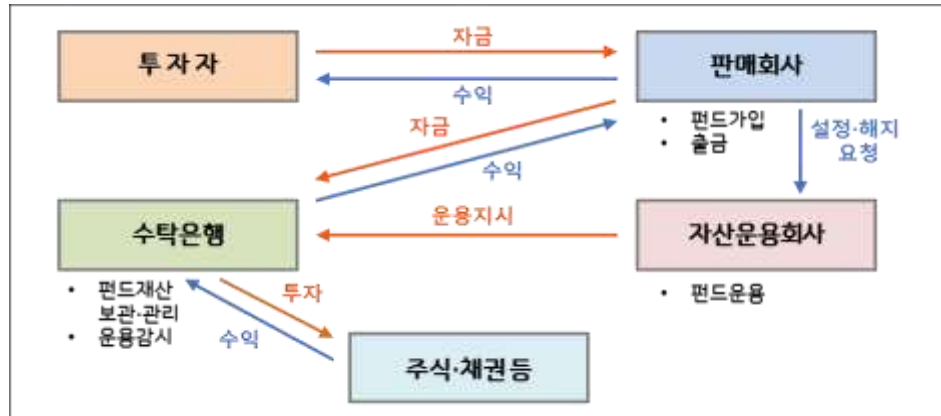 투 자 자
자금
판매회사
수익
자금
• 펀드가입
• 출금
설정·해지
요청
수익
수탁은행
운용지시
자산운용회사
• 펀드재산
보관·관리
• 운용감시
투자
수익
• 펀드운용
주식·채권 등